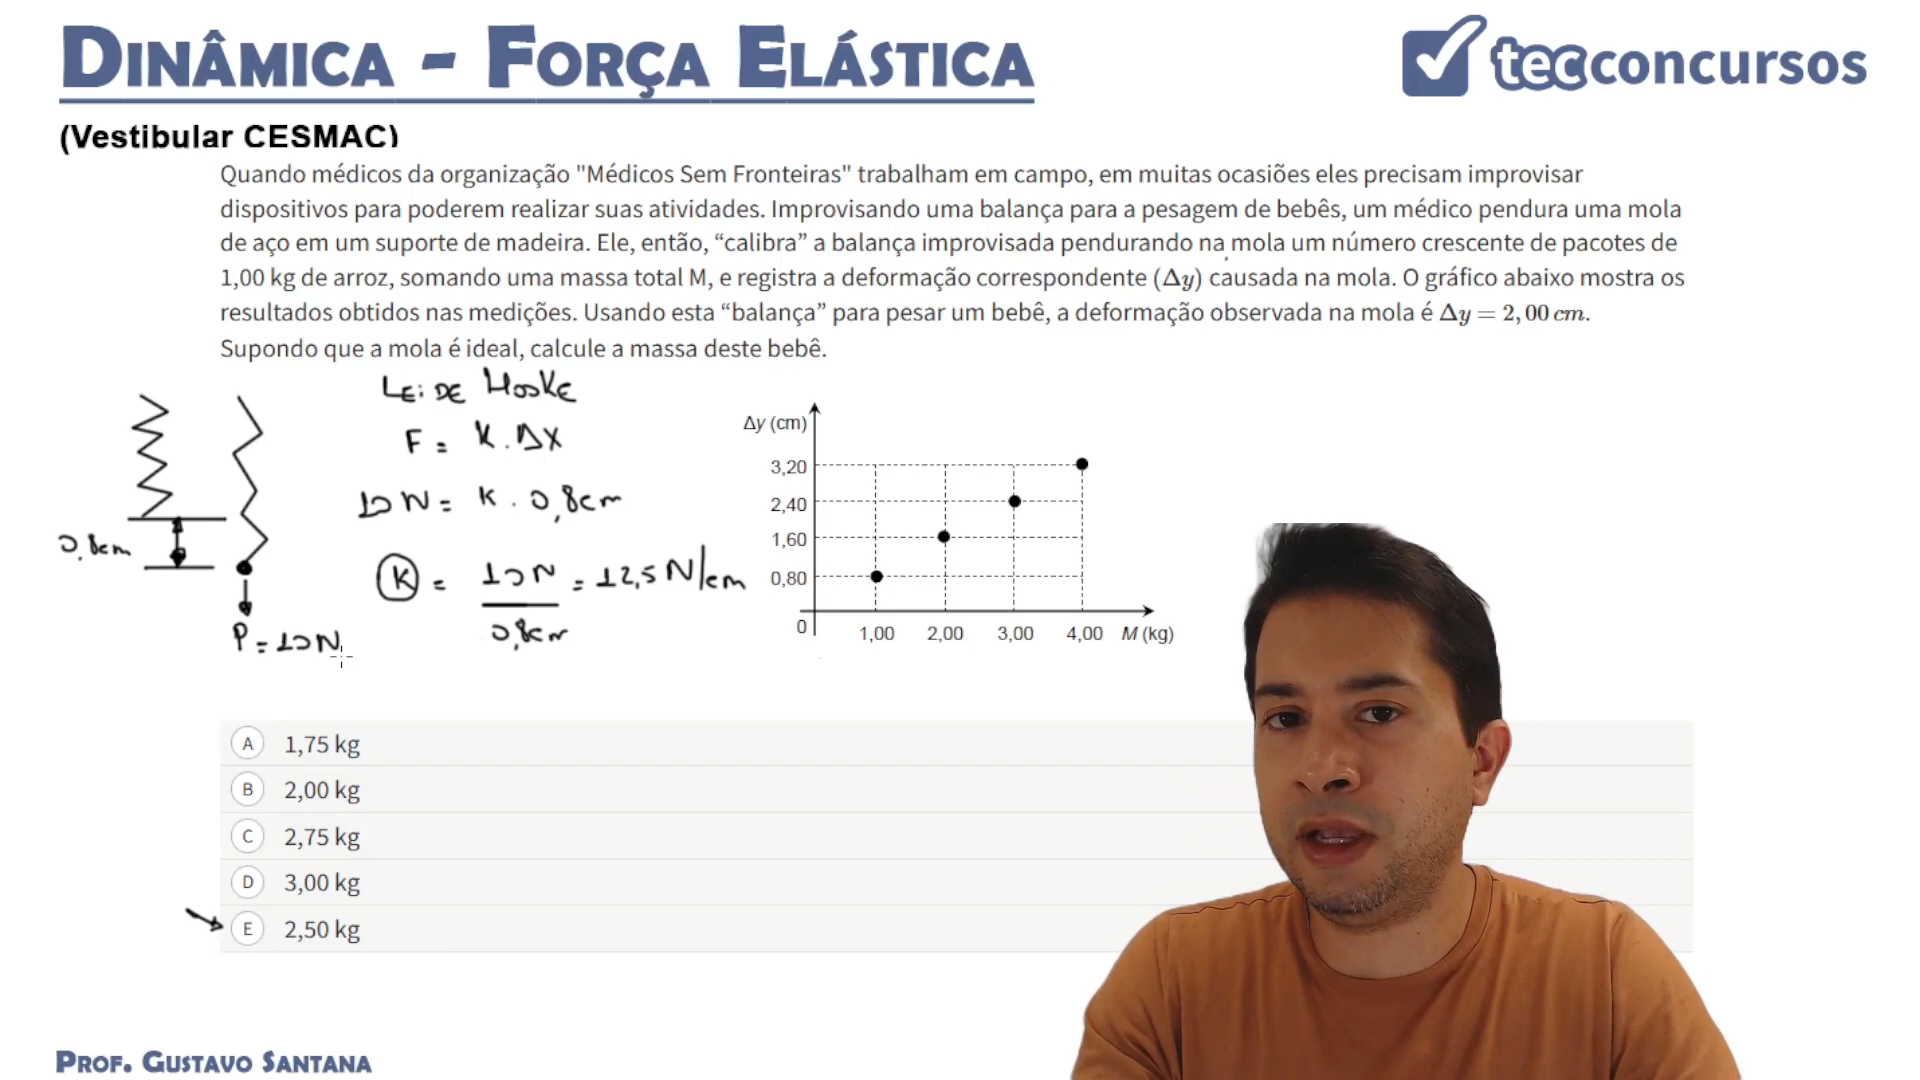 DINÂMICA - FORÇA ELÁSTICA
tecconcursos
(Vestibular CESMAC)
Quando médicos da organização "Médicos Sem Fronteiras" trabalham em campo, em muitas ocasiões eles precisam improvisar
dispositivos para poderem realizar suas atividades. Improvisando uma balança para a pesagem de bebês, um médico pendura uma mola
de aço em um suporte de madeira. Ele, então, “calibra” a balança improvisada pendurando na mola um número crescente de pacotes de
1,00 kg de arroz, somando uma massa total M, e registra a deformação correspondente (Δy) causada na mola. O gráfico abaixo mostra os
resultados obtidos nas medições. Usando esta “balança” para pesar um bebê, a deformação observada na mola é Δy = 2,00 cm.
Supondo que a mola é ideal, calcule a massa deste bebê.
LEi DE HOOKE
F = K . ΔX
10 N = K . 0,8cm
K = 10N = 12,5 N/cm
0,8cm
0,8cm
P = 10N
Δy (cm)
3,20
2,40
1,60
0,80
0
1,00 2,00 3,00 4,00 M (kg)
A 1,75 kg
B 2,00 kg
C 2,75 kg
D 3,00 kg
E 2,50 kg
PROF. GUSTAVO SANTANA